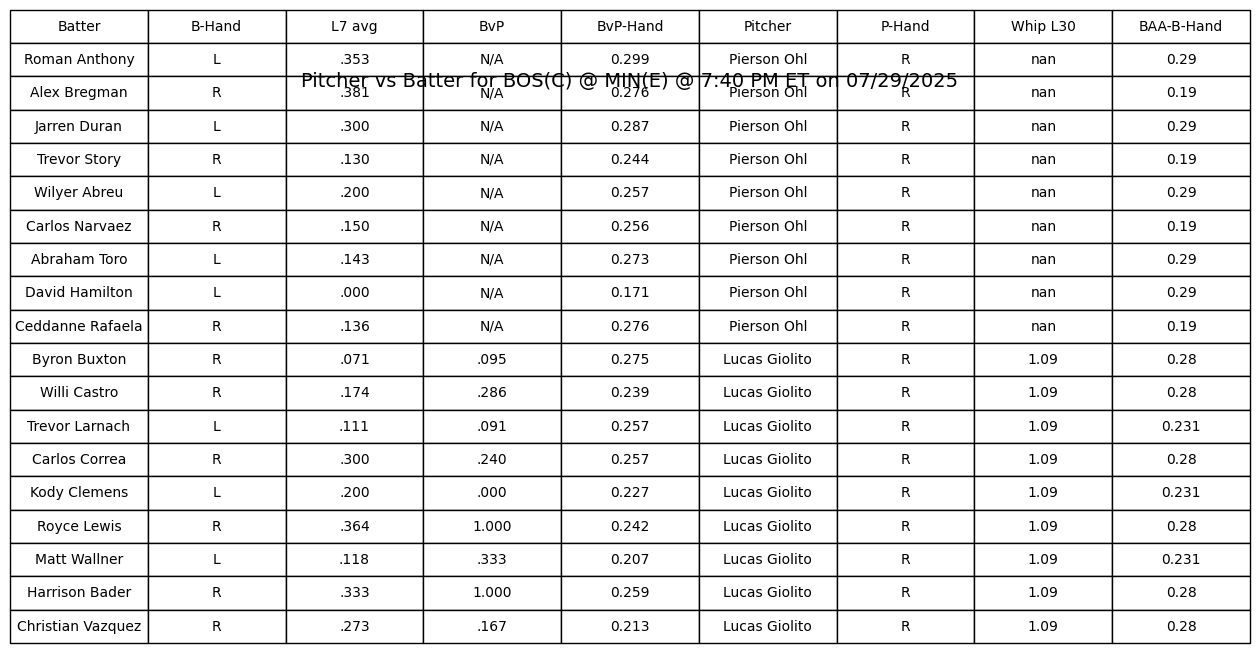 Batter B-Hand L7 avg BvP BvP-Hand Pitcher P-Hand Whip L30 BAA-B-Hand
Roman Anthony L .353 N/A 0.299 Pierson Ohl R nan 0.29
Pitcher vs Batter for BOS(C) @ MIN(E) @ 7:40 PM ET on 07/29/2025
Alex Bregman R .381 N/A 0.276 Pierson Ohl R nan 0.19
Jarren Duran L .300 N/A 0.287 Pierson Ohl R nan 0.29
Trevor Story R .130 N/A 0.244 Pierson Ohl R nan 0.19
Wilyer Abreu L .200 N/A 0.257 Pierson Ohl R nan 0.29
Carlos Narvaez R .150 N/A 0.256 Pierson Ohl R nan 0.19
Abraham Toro L .143 N/A 0.273 Pierson Ohl R nan 0.29
David Hamilton L .000 N/A 0.171 Pierson Ohl R nan 0.29
Ceddanne Rafaela R .136 N/A 0.276 Pierson Ohl R nan 0.19
Byron Buxton R .071 .095 0.275 Lucas Giolito R 1.09 0.28
Willi Castro R .174 .286 0.239 Lucas Giolito R 1.09 0.28
Trevor Larnach L .111 .091 0.257 Lucas Giolito R 1.09 0.231
Carlos Correa R .300 .240 0.257 Lucas Giolito R 1.09 0.28
Kody Clemens L .200 .000 0.227 Lucas Giolito R 1.09 0.231
Royce Lewis R .364 1.000 0.242 Lucas Giolito R 1.09 0.28
Matt Wallner L .118 .333 0.207 Lucas Giolito R 1.09 0.231
Harrison Bader R .333 1.000 0.259 Lucas Giolito R 1.09 0.28
Christian Vazquez R .273 .167 0.213 Lucas Giolito R 1.09 0.28